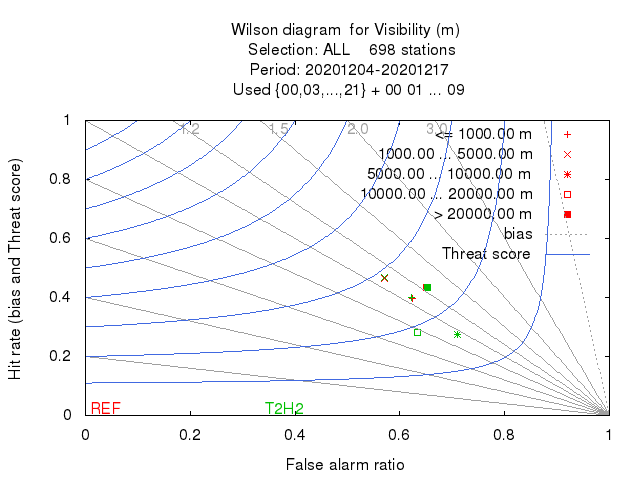 Wilson diagram for Visibility (m)
Selection: ALL 698 stations
Period: 20201204-20201217
Used {00,03,...,21} + 00 01 ... 09
1.2 1.5 2.0 3.0
<= 1000.00 m
1000.00 ... 5000.00 m
5000.00 ... 10000.00 m
10000.00 ... 20000.00 m
> 20000.00 m
bias
Threat score
1
0.8
0.6
0.4
0.2
0
Hit rate (bias and Threat score)
REF T2H2
0 0.2 0.4 0.6 0.8 1
False alarm ratio